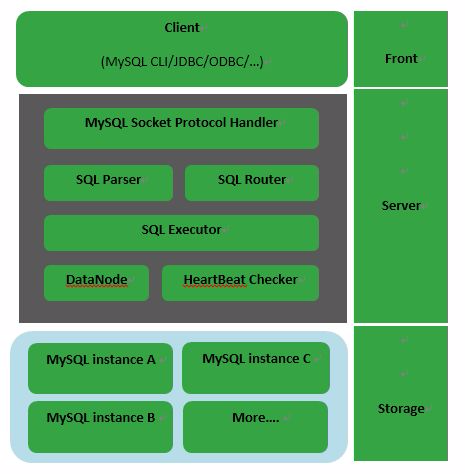 Client
(MySQL CLI/JDBC/ODBC/...)
Front
MySQL Socket Protocol Handler
SQL Parser
SQL Router
SQL Executor
DataNode
HeartBeat Checker
Server
MySQL instance A
MySQL instance C
MySQL instance B
More....
Storage